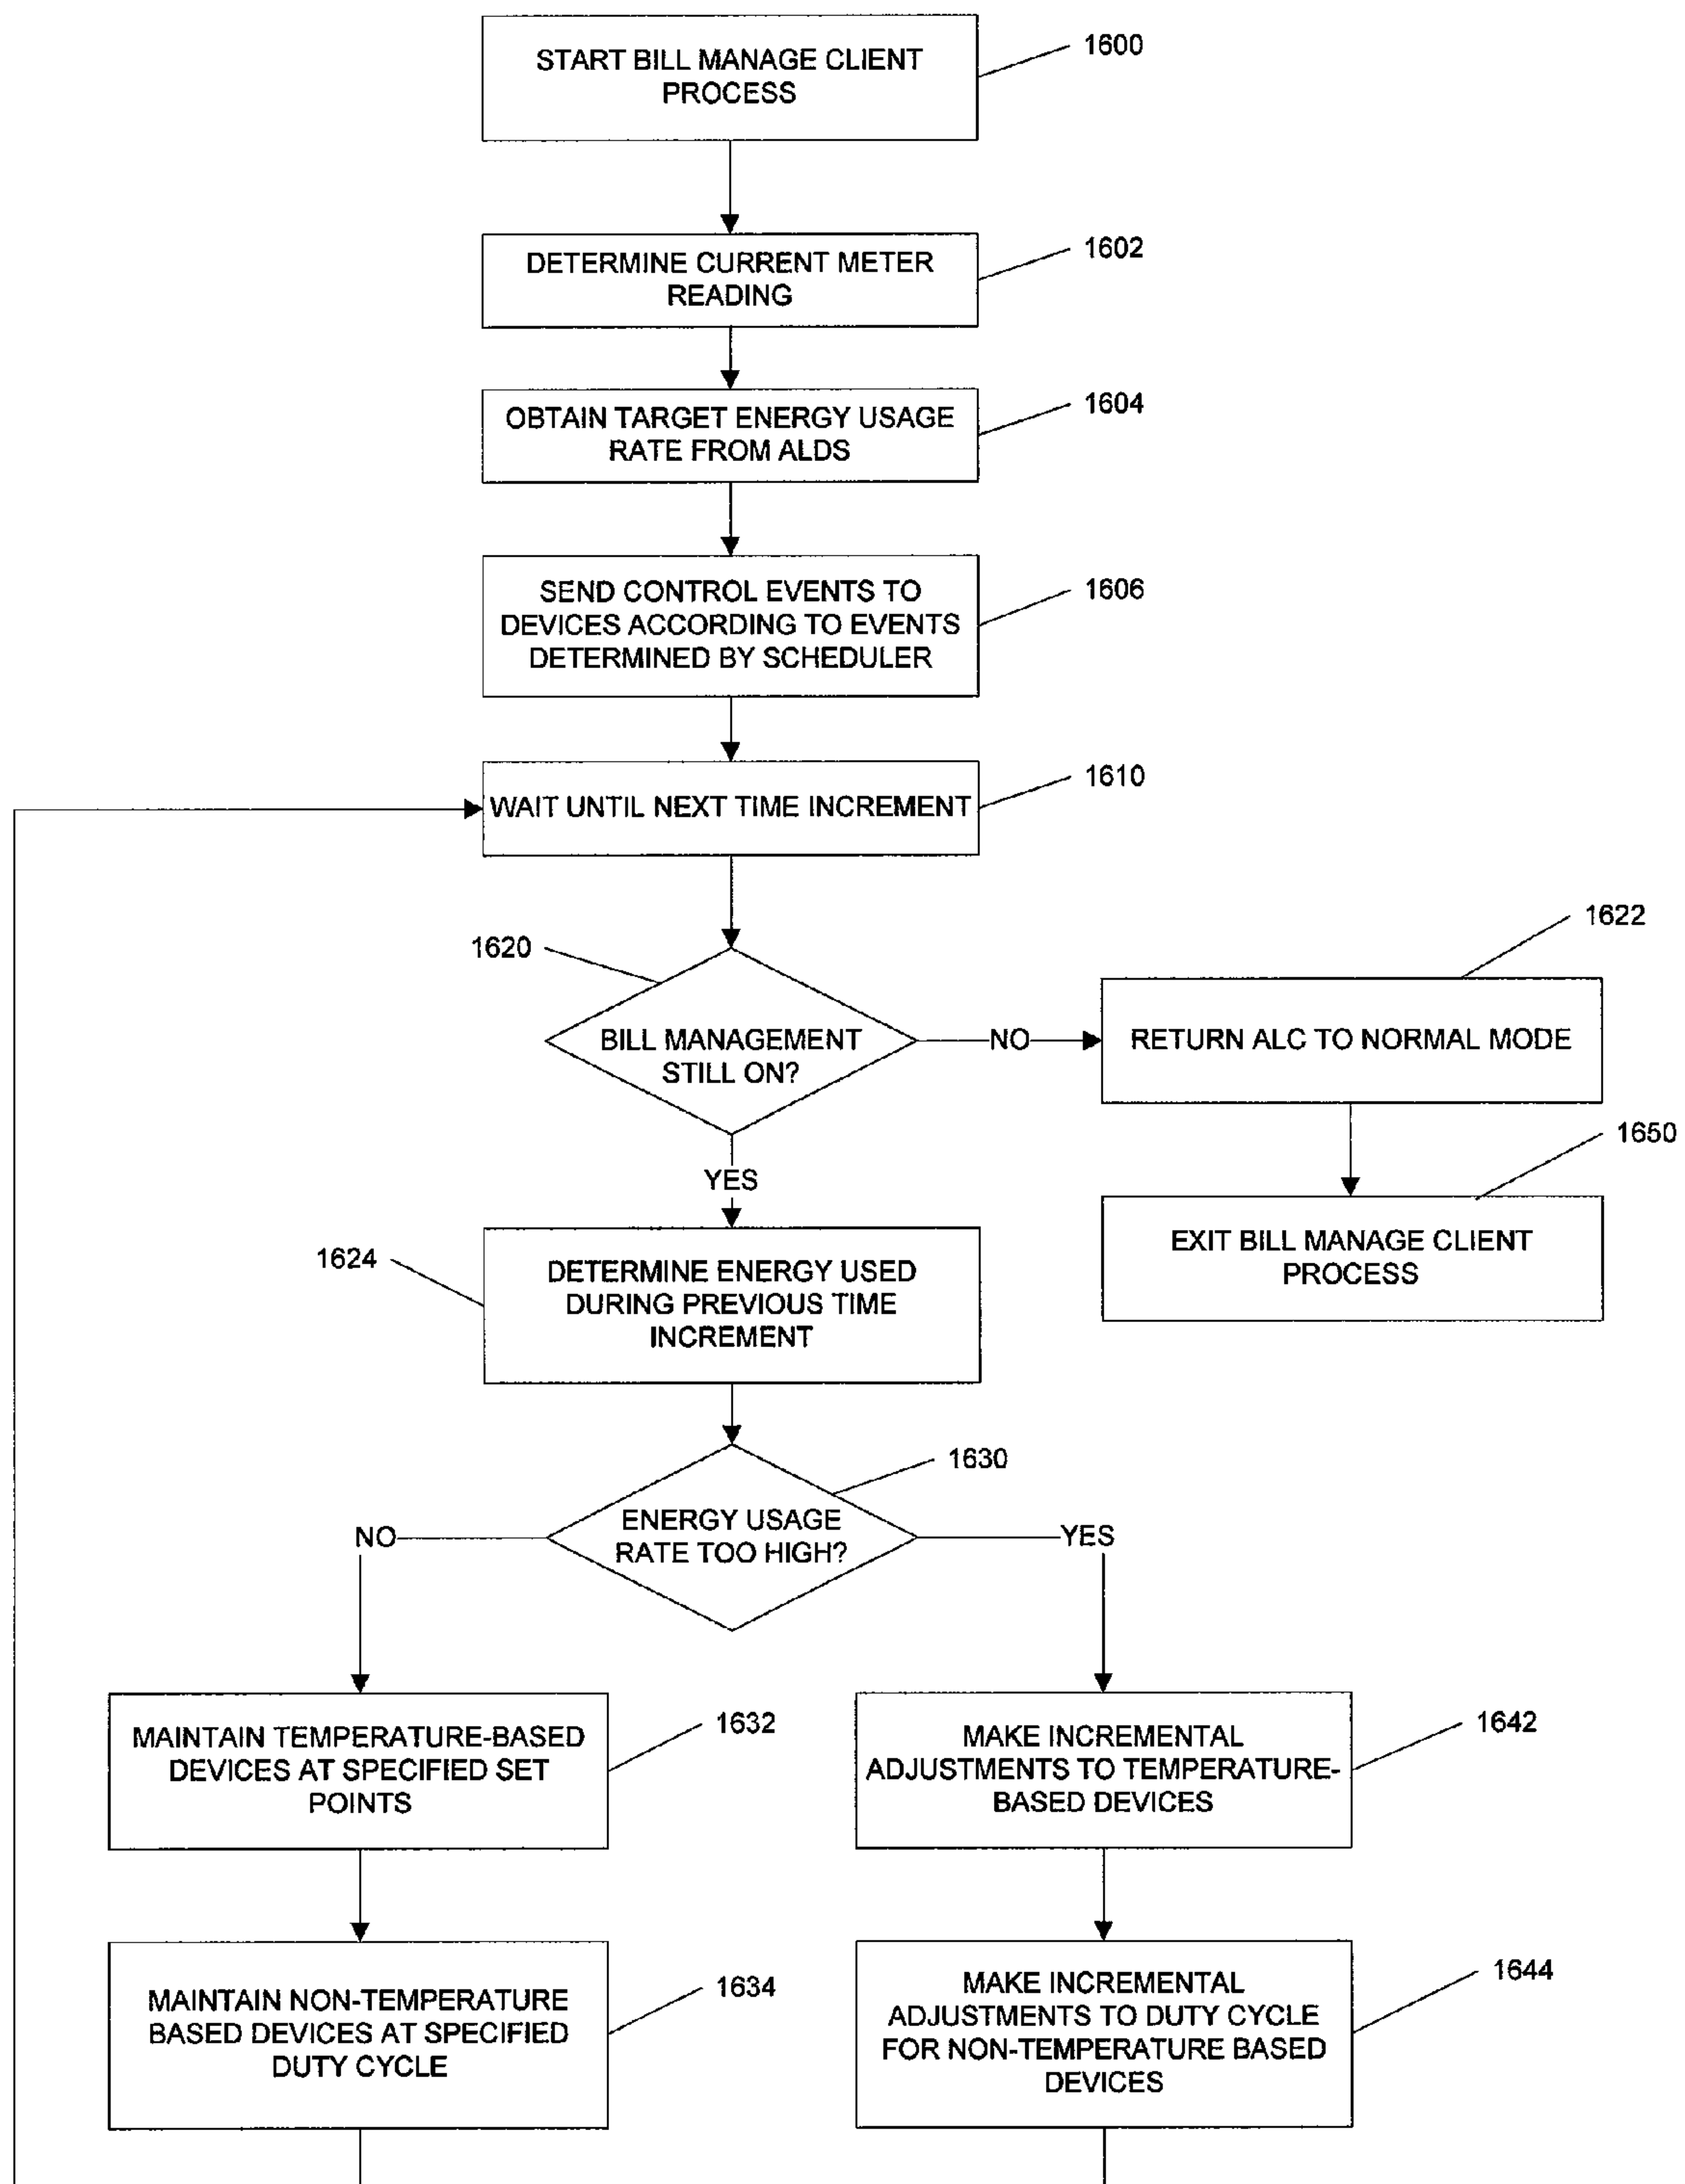 START BILL MANAGE CLIENT
PROCESS
1600
DETERMINE CURRENT METER
READING
1602
OBTAIN TARGET ENERGY USAGE
RATE FROM ALDS
1604
SEND CONTROL EVENTS TO
DEVICES ACCORDING TO EVENTS
DETERMINED BY SCHEDULER
1606
WAIT UNTIL NEXT TIME INCREMENT
1610
1620
BILL MANAGEMENT
STILL ON?
NO
RETURN ALC TO NORMAL MODE
1622
YES
EXIT BILL MANAGE CLIENT
PROCESS
1650
1624
DETERMINE ENERGY USED
DURING PREVIOUS TIME
INCREMENT
ENERGY USAGE
RATE TOO HIGH?
1630
NO
YES
MAINTAIN TEMPERATURE-BASED
DEVICES AT SPECIFIED SET
POINTS
1632
MAKE INCREMENTAL
ADJUSTMENTS TO TEMPERATURE-
BASED DEVICES
1642
MAINTAIN NON-TEMPERATURE
BASED DEVICES AT SPECIFIED
DUTY CYCLE
1634
MAKE INCREMENTAL
ADJUSTMENTS TO DUTY CYCLE
FOR NON-TEMPERATURE BASED
DEVICES
1644